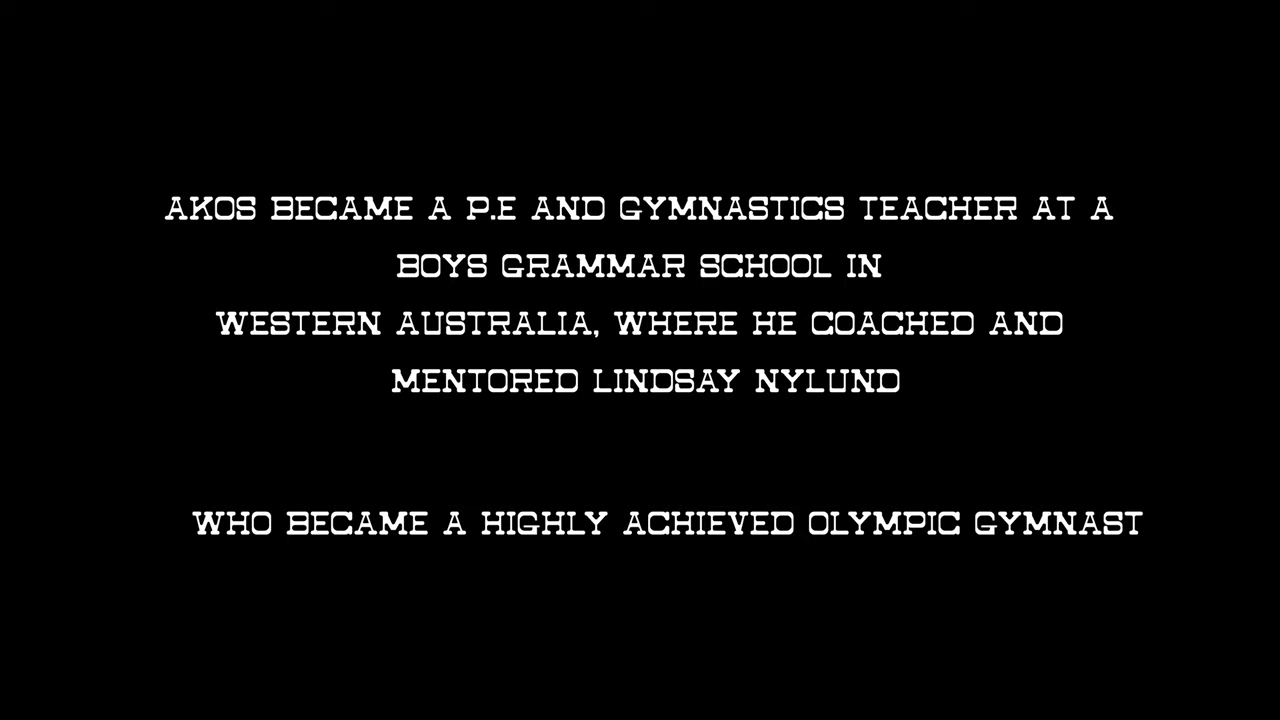 AKOS BECAME A P.E AND GYMNASTICS TEACHER AT A
BOYS GRAMMAR SCHOOL IN
WESTERN AUSTRALIA, WHERE HE COACHED AND
MENTORED LINDSAY NYLUND
WHO BECAME A HIGHLY ACHIEVED OLYMPIC GYMNAST